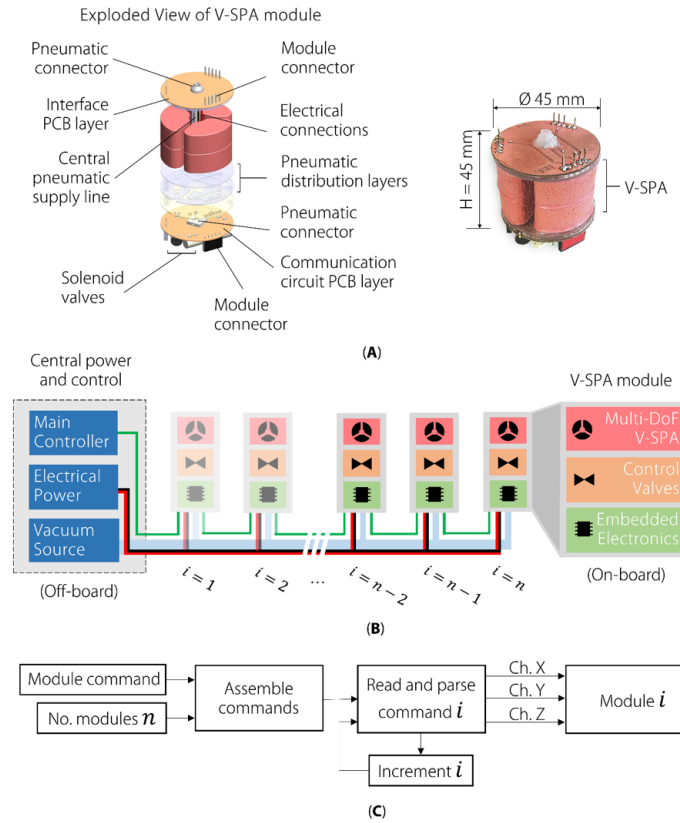 Exploded View of V-SPA module
Pneumatic
connector
Module
connector
Interface
PCB layer
Electrical
connections
Central
pneumatic
supply line
Pneumatic
distribution layers
Pneumatic
connector
Solenoid
valves
Communication
circuit PCB layer
Module
connector
Ø 45 mm
H = 45 mm
V-SPA
(A)
Central power
and control
V-SPA module
Main
Controller
Electrical
Power
Vacuum
Source
Multi-DoF
V-SPA
Control
Valves
Embedded
Electronics
(Off-board)
i = 1
i = 2
...
i = n − 2
i = n − 1
i = n
(On-board)
(B)
Module command
No. modules n
Assemble
commands
Read and parse
command i
Ch. X
Ch. Y
Ch. Z
Module i
Increment i
(C)